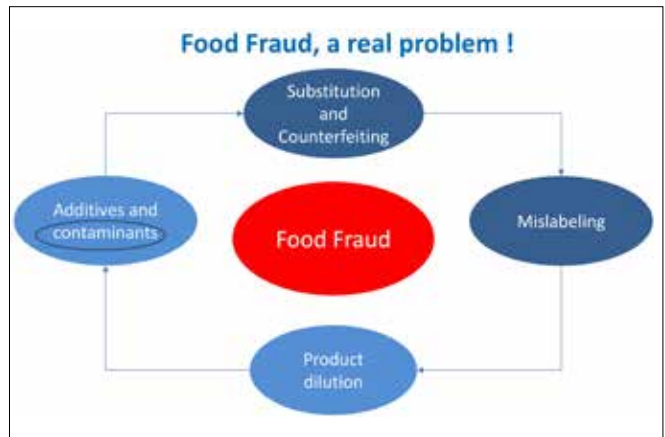 Food Fraud, a real problem !
Substitution
and
Counterfeiting
Additives and
contaminants
Food Fraud
Mislabeling
Product
dilution